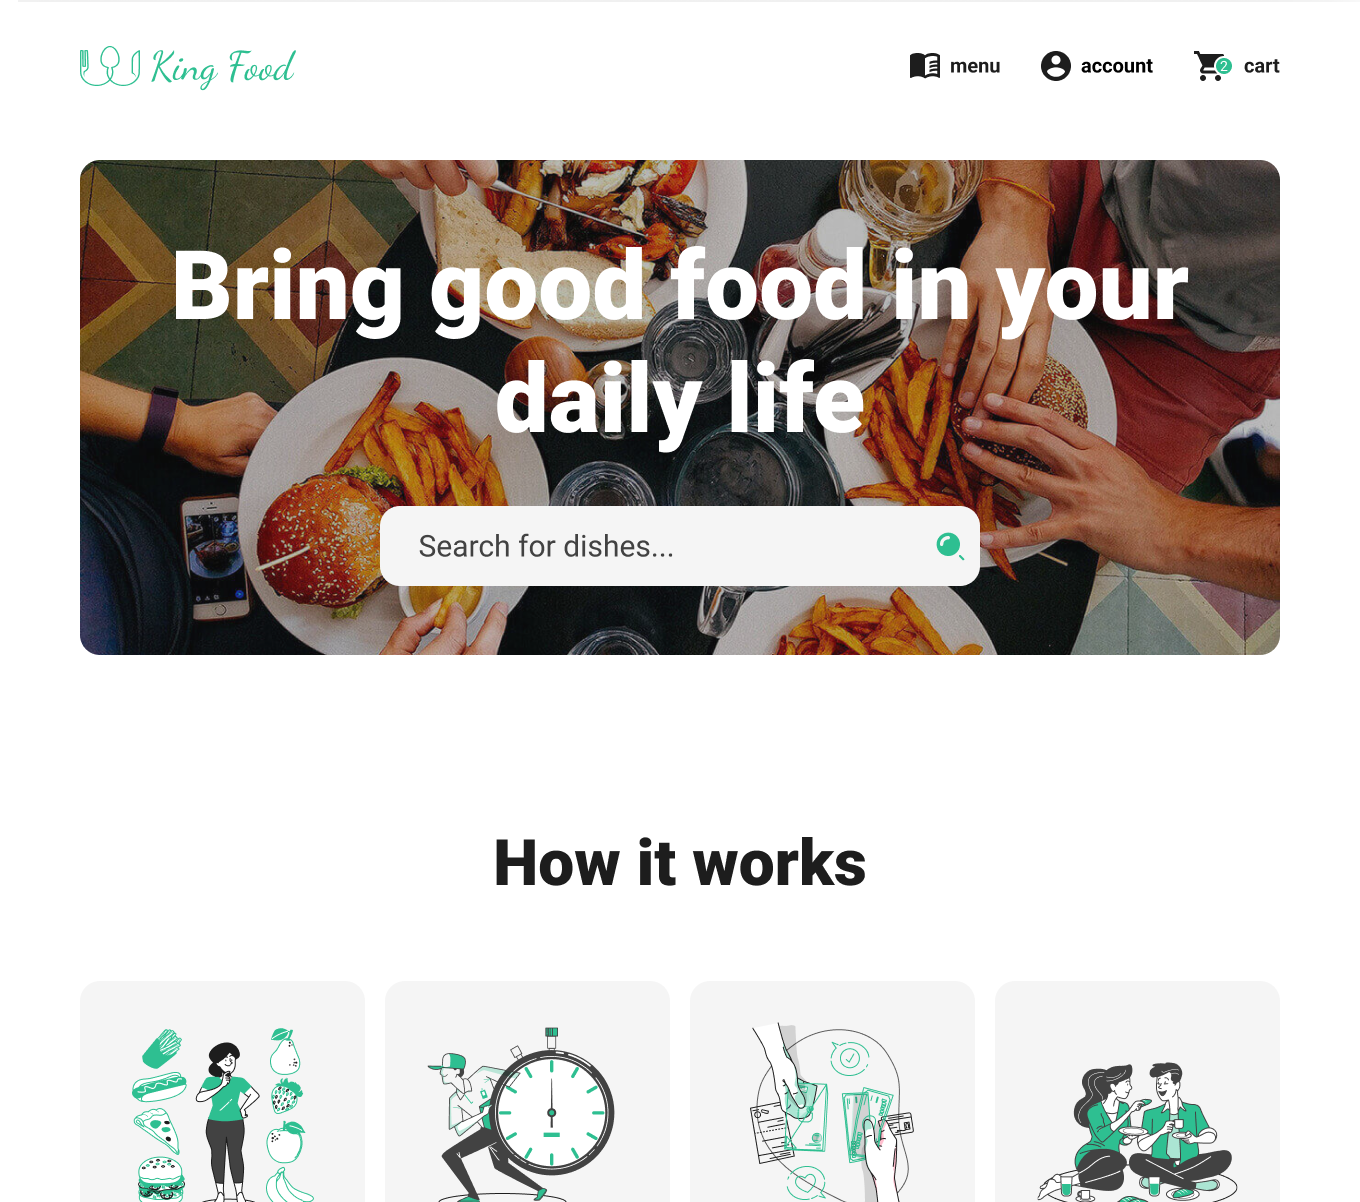 King Food
menu
account
2
cart
Bring good food in your
daily life
Search for dishes...
How it works